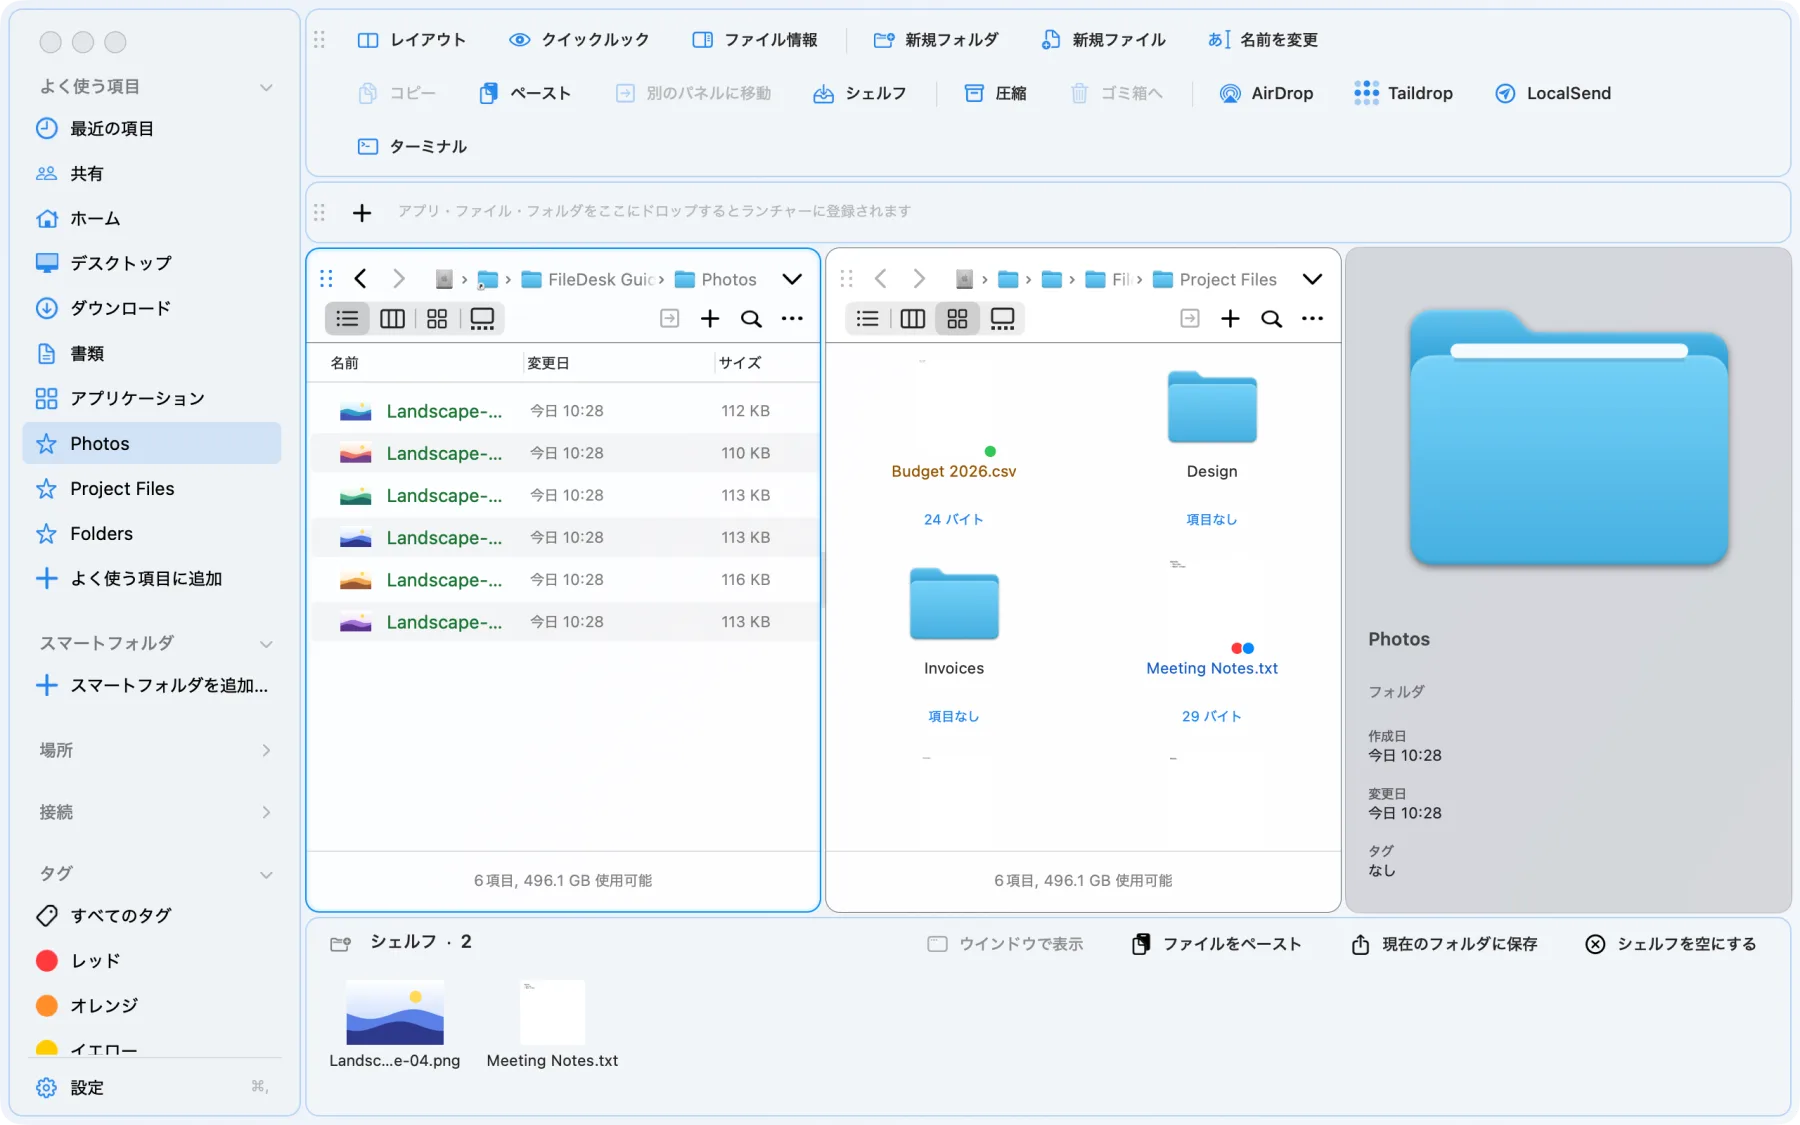 よく使う項目
最近の項目
共有
ホーム
デスクトップ
ダウンロード
書類
アプリケーション
Photos
Project Files
Folders
よく使う項目に追加
スマートフォルダ
スマートフォルダを追加...
場所
接続
タグ
すべてのタグ
レッド
オレンジ
イエロー
設定 ⌘,
レイアウト クイックルック ファイル情報 新規フォルダ 新規ファイル あ 名前を変更
コピー ペースト 別のパネルに移動 シェルフ 圧縮 ゴミ箱へ AirDrop Taildrop LocalSend
ターミナル
アプリ・ファイル・フォルダをここにドロップするとランチャーに登録されます
FileDesk Guid › Photos
名前 変更日 サイズ
Landscape-... 今日 10:28 112 KB
Landscape-... 今日 10:28 110 KB
Landscape-... 今日 10:28 113 KB
Landscape-... 今日 10:28 113 KB
Landscape-... 今日 10:28 116 KB
Landscape-... 今日 10:28 113 KB
6項目, 496.1 GB 使用可能
Fil › Project Files
Budget 2026.csv
24 バイト
Design
項目なし
Invoices
項目なし
Meeting Notes.txt
29 バイト
6項目, 496.1 GB 使用可能
Photos
フォルダ
作成日
今日 10:28
変更日
今日 10:28
タグ
なし
シェルフ · 2
ウインドウで表示 ファイルをペースト 現在のフォルダに保存 シェルフを空にする
Landsc...e-04.png
Meeting Notes.txt